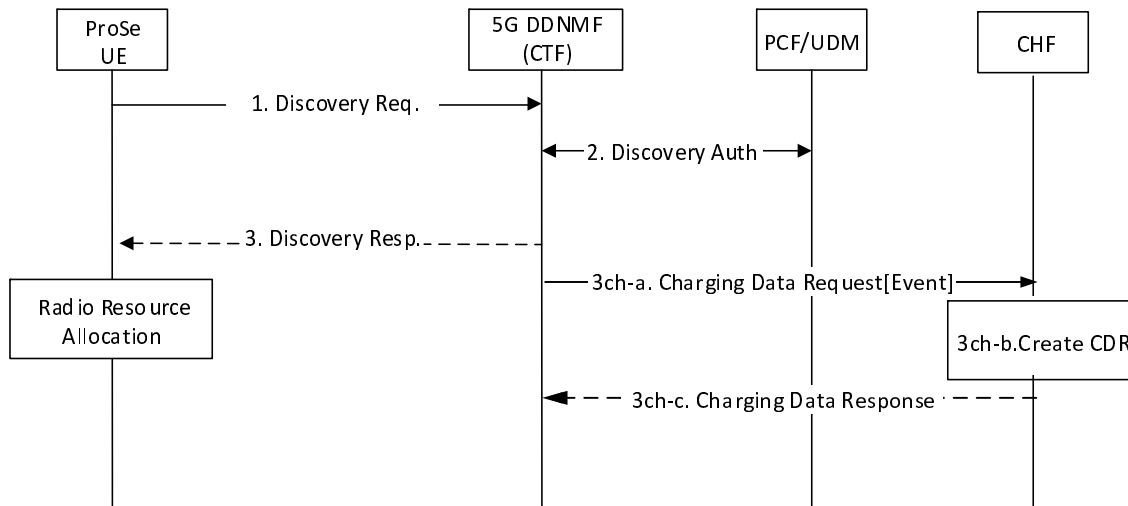 ProSe
UE
5G DDNMF
(CTF)
PCF/UDM
CHF
1. Discovery Req.
2. Discovery Auth
3. Discovery Resp.
3ch-a. Charging Data Request[Event]
Radio Resource
Allocation
3ch-b.Create CDR
3ch-c. Charging Data Response